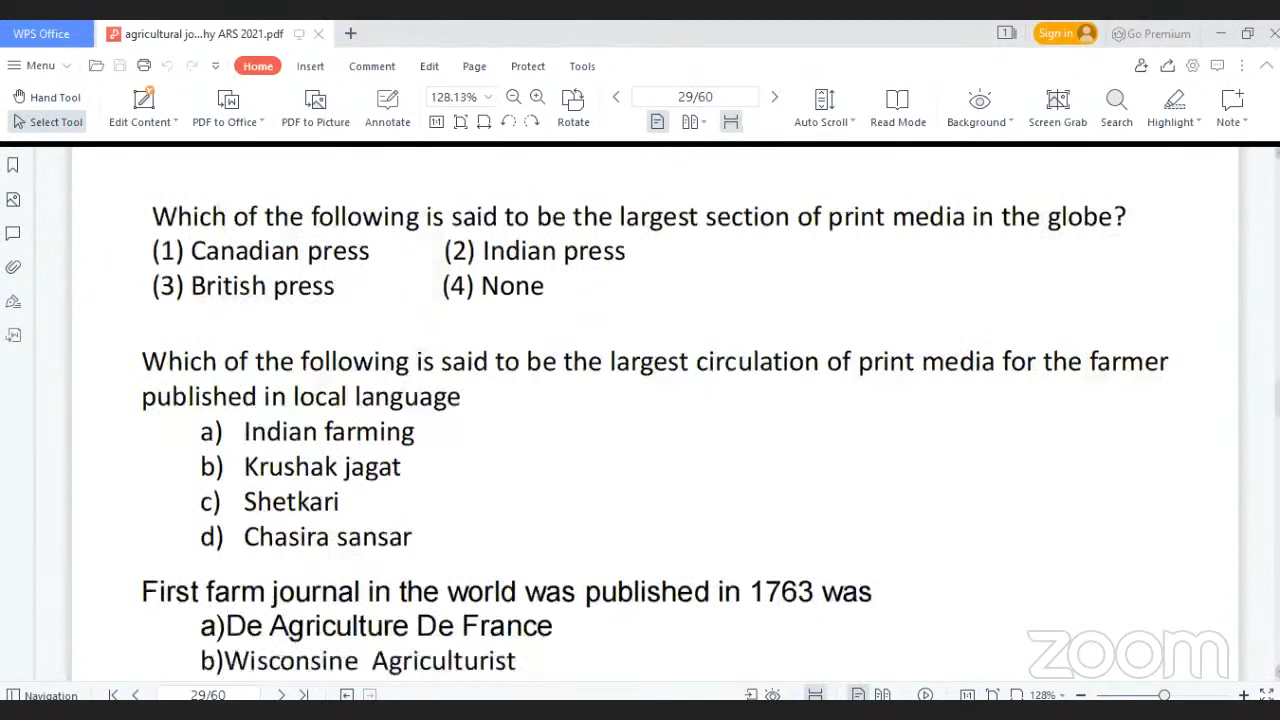 WPS Office agricultural jo...hy ARS 2021.pdf Sign in Go Premium
Menu Home Insert Comment Edit Page Protect Tools
Hand Tool 128.13% 29/60
Select Tool Edit Content PDF to Office PDF to Picture Annotate Rotate Auto Scroll Read Mode Background Screen Grab Search Highlight Note
Which of the following is said to be the largest section of print media in the globe?
(1) Canadian press (2) Indian press
(3) British press (4) None
Which of the following is said to be the largest circulation of print media for the farmer
published in local language
a) Indian farming
b) Krushak jagat
c) Shetkari
d) Chasira sansar
First farm journal in the world was published in 1763 was
a)De Agriculture De France
b)Wisconsine Agriculturist
zoom
Navigation 29/60 128%